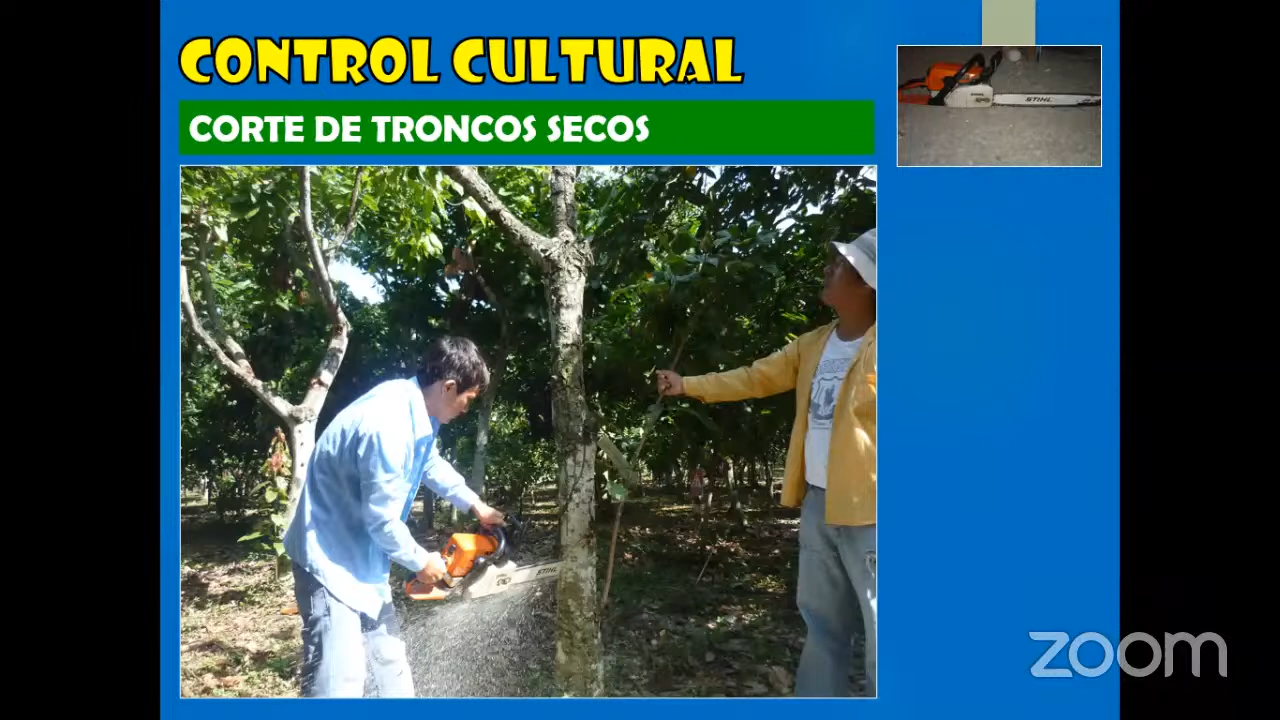 CONTROL CULTURAL
CORTE DE TRONCOS SECOS
STIHL
STIHL
zoom